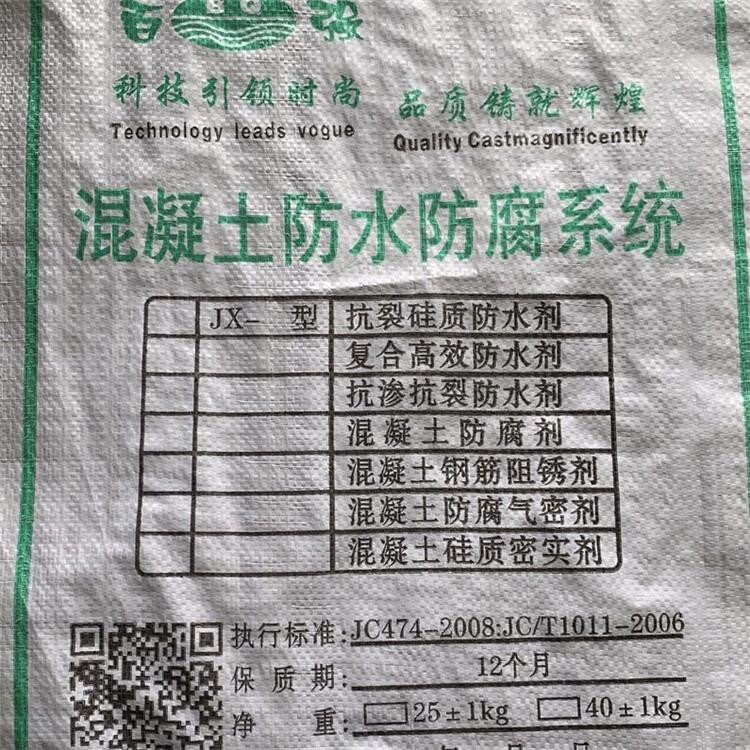 科技引领时尚 品质铸就辉煌
Technology leads vogue Quality Castmagnificently
混凝土防水防腐系统
JX- 型 抗裂硅质防水剂
复合高效防水剂
抗渗抗裂防水剂
混凝土防腐剂
混凝土钢筋阻锈剂
混凝土防腐气密剂
混凝土硅质密实剂
执行标准:JC474-2008:JC/T1011-2006
保质期: 12个月
净重: 25±1kg 40±1kg